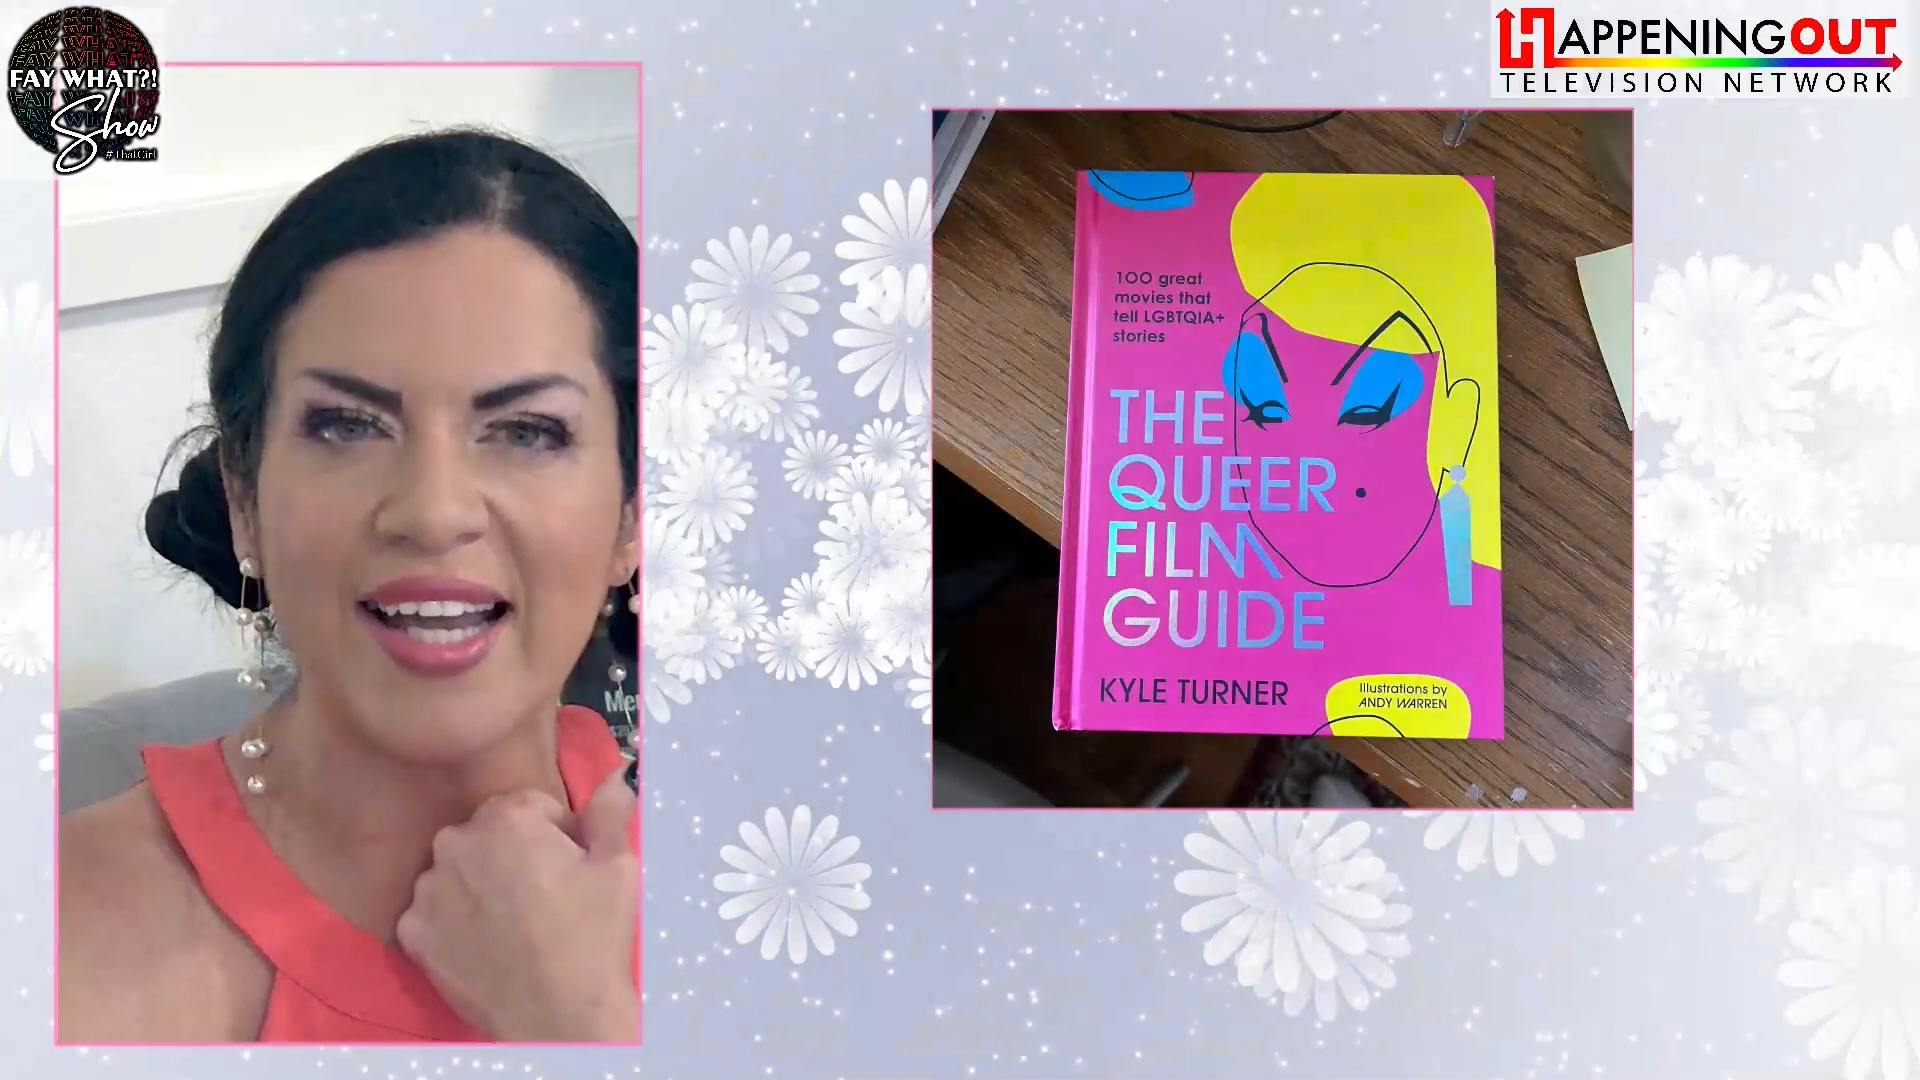 FAY WHAT?!
Show
#ThatGirl
HAPPENINGOUT
TELEVISION NETWORK
100 great
movies that
tell LGBTQIA+
stories
THE
QUEER
FILM
GUIDE
KYLE TURNER
Illustrations by
ANDY WARREN